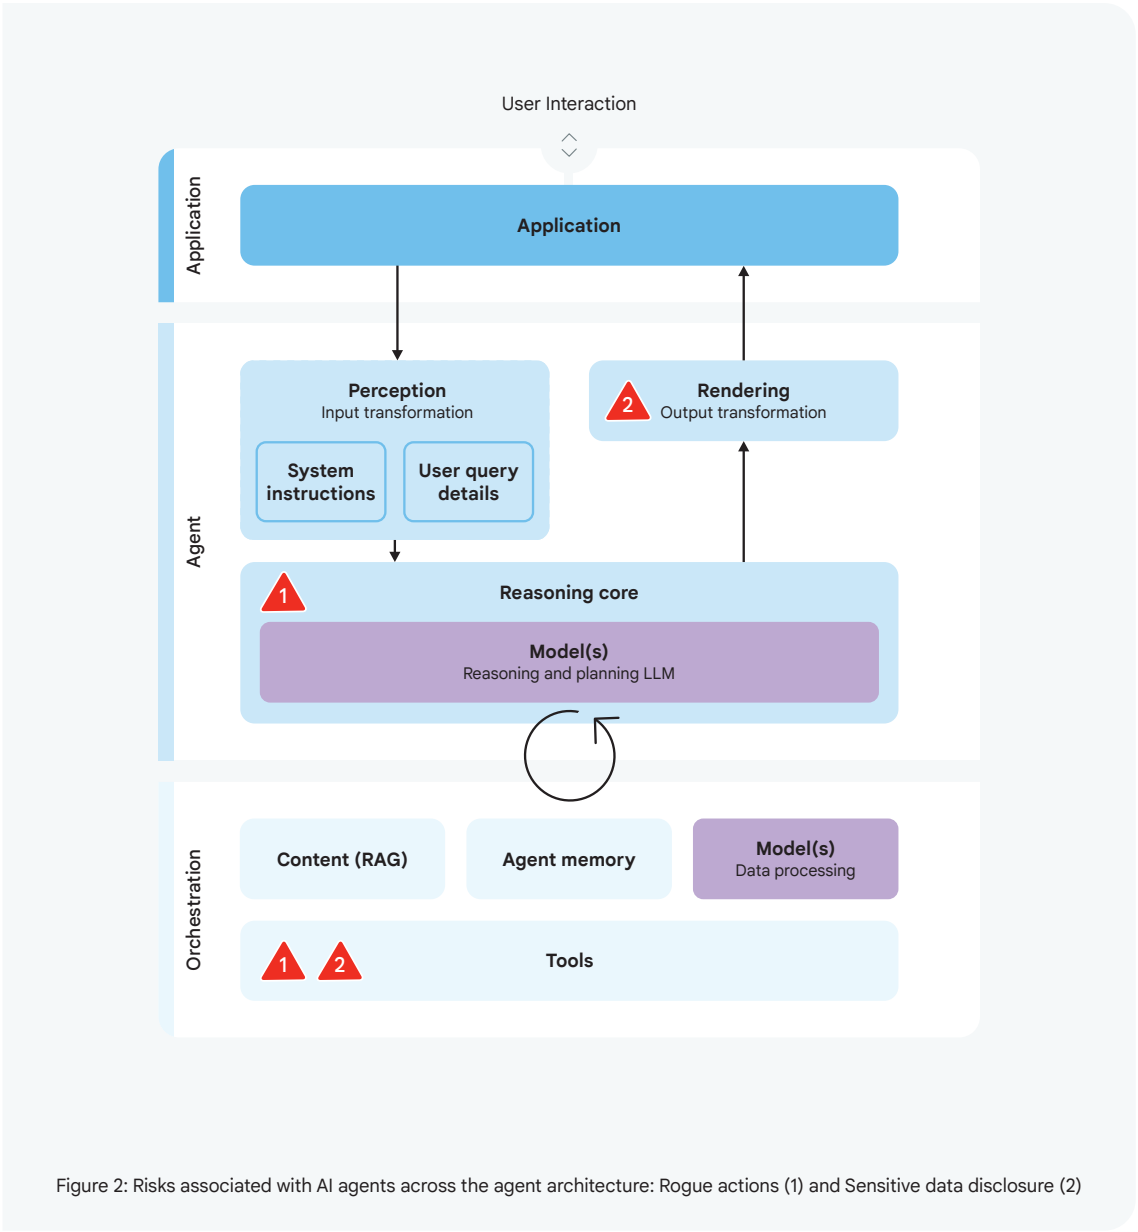 User Interaction
Application
Application
Agent
Perception
Input transformation
System
instructions
User query
details
2
Rendering
Output transformation
1
Reasoning core
Model(s)
Reasoning and planning LLM
Orchestration
Content (RAG)
Agent memory
Model(s)
Data processing
1
2
Tools
Figure 2: Risks associated with AI agents across the agent architecture: Rogue actions (1) and Sensitive data disclosure (2)